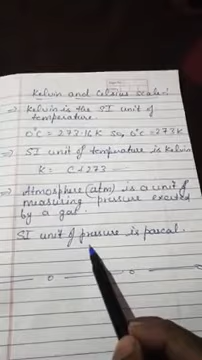 Kelvin and Celsius Scale:-
⇒ Kelvin is the SI unit of
temperature.
0°C = 273.16K so, 0°C = 273K
⇒ SI unit of temperature is Kelvin
K = C + 273
⇒ Atmosphere (atm) is a unit of
measuring pressure exerted
by a gas.
SI unit of pressure is pascal.